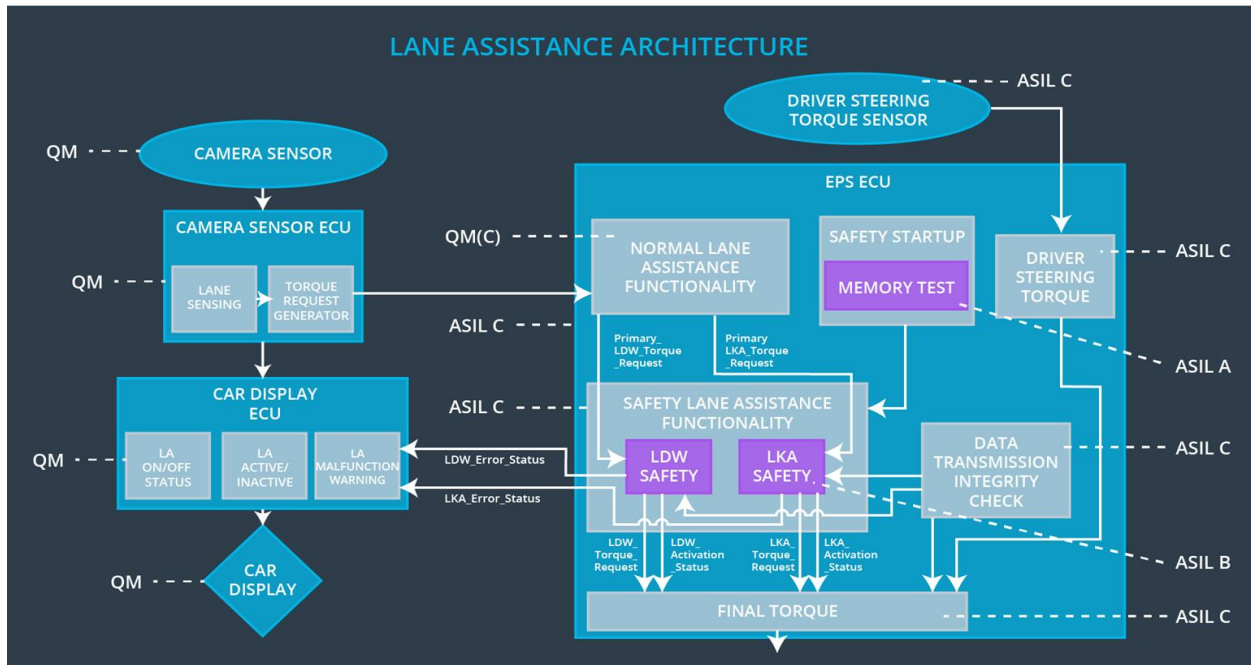 LANE ASSISTANCE ARCHITECTURE
ASIL C
DRIVER STEERING
TORQUE SENSOR
QM
CAMERA SENSOR
EPS ECU
CAMERA SENSOR ECU
QM
LANE
SENSING
TORQUE
REQUEST
GENERATOR
QM(C)
NORMAL LANE
ASSISTANCE
FUNCTIONALITY
SAFETY STARTUP
MEMORY TEST
DRIVER
STEERING
TORQUE
ASIL C
ASIL C
Primary_
LDW_Torque
_Request
Primary
LKA_Torque
_Request
ASIL A
CAR DISPLAY
ECU
QM
LA
ON/OFF
STATUS
LA
ACTIVE/
INACTIVE
LA
MALFUNCTION
WARNING
ASIL C
SAFETY LANE ASSISTANCE
FUNCTIONALITY
LDW
SAFETY
LKA
SAFETY
DATA
TRANSMISSION
INTEGRITY
CHECK
ASIL C
LDW_Error_Status
LKA_Error_Status
LDW_
Torque_
Request
LDW_
Activation
_Status
LKA_
Torque_
Request
LKA_
Activation
_Status
ASIL B
QM
CAR
DISPLAY
FINAL TORQUE
ASIL C